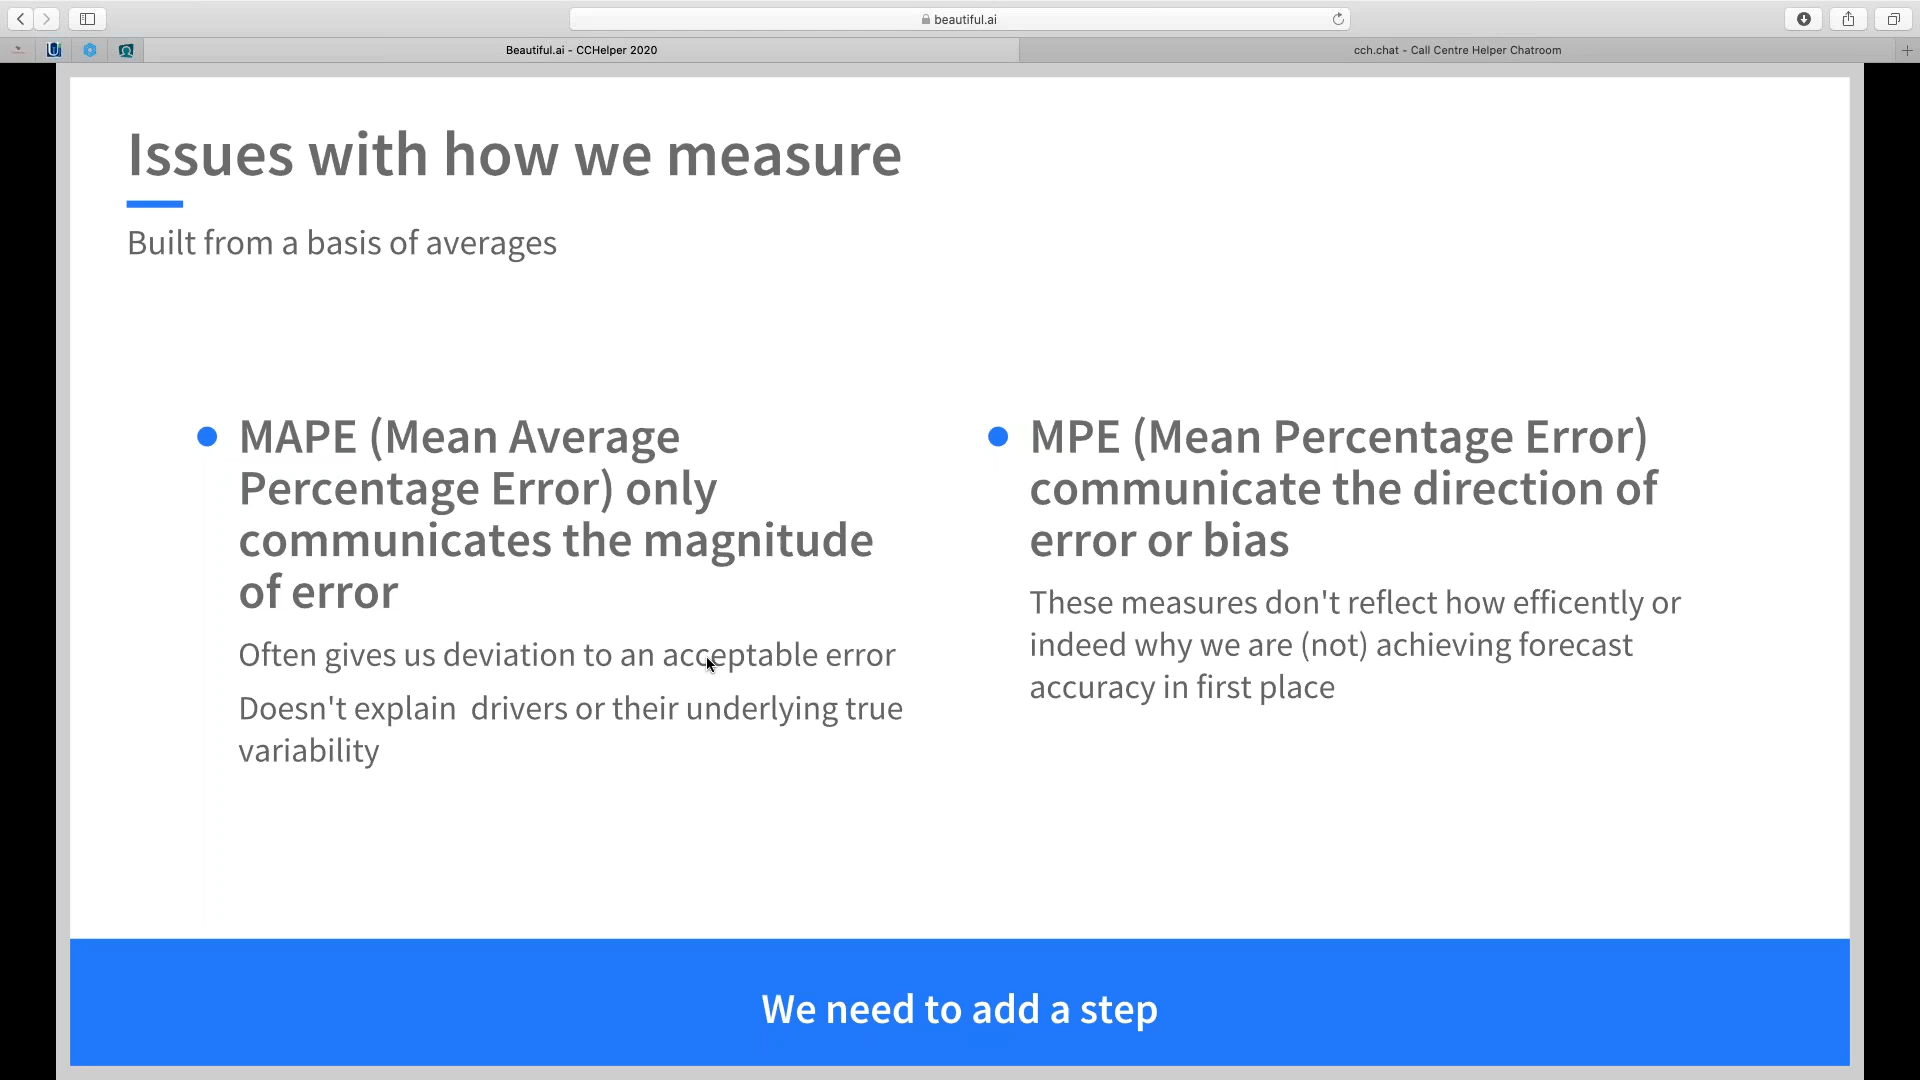 beautiful.ai
Beautiful.ai - CCHelper 2020
cch.chat - Call Centre Helper Chatroom
Issues with how we measure
Built from a basis of averages
MAPE (Mean Average
Percentage Error) only
communicates the magnitude
of error
Often gives us deviation to an acceptable error
Doesn't explain  drivers or their underlying true
variability
MPE (Mean Percentage Error)
communicate the direction of
error or bias
These measures don't reflect how efficently or
indeed why we are (not) achieving forecast
accuracy in first place
We need to add a step